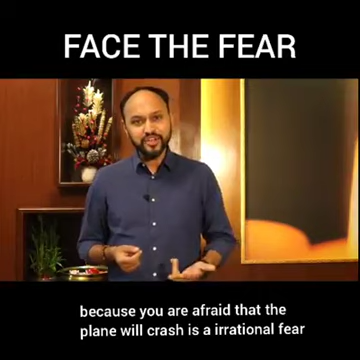 FACE THE FEAR
because you are afraid that the
plane will crash is a irrational fear